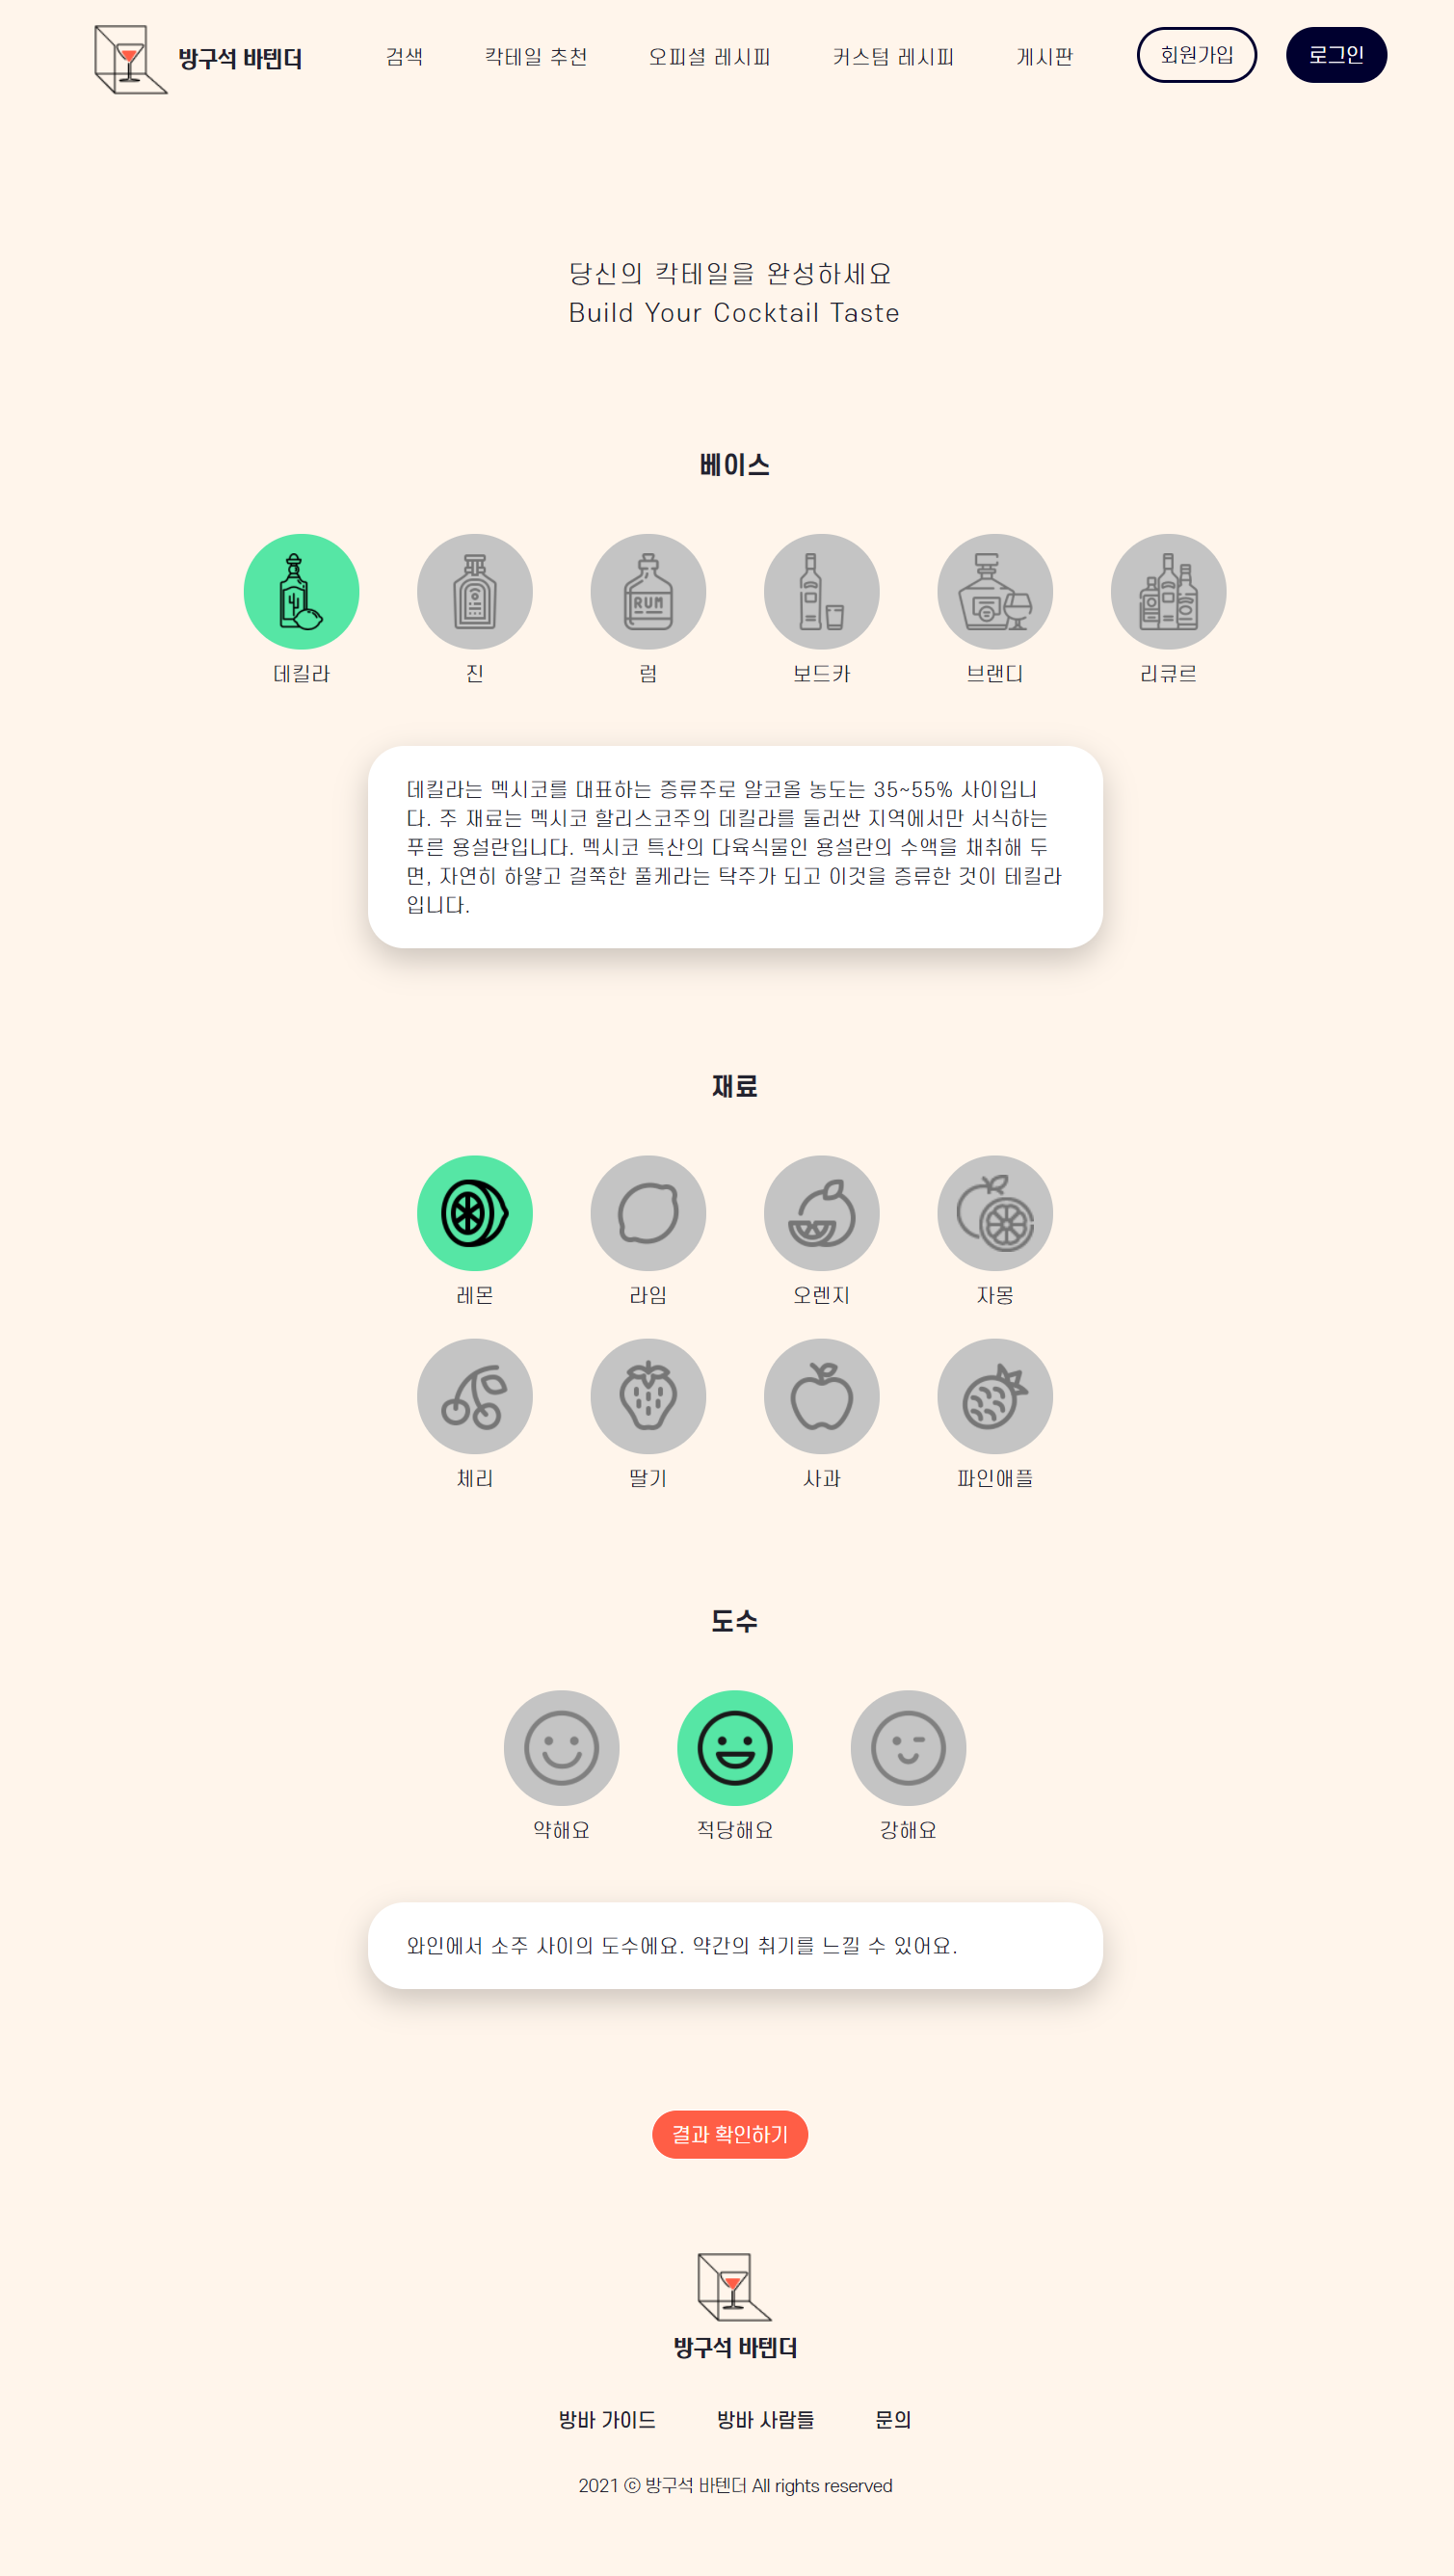 방구석 바텐더
검색
칵테일 추천
오피셜 레시피
커스텀 레시피
게시판
회원가입
로그인
당신의 칵테일을 완성하세요
Build Your Cocktail Taste
베이스
RUM
데킬라
진
럼
보드카
브랜디
리큐르
데킬라는 멕시코를 대표하는 증류주로 알코올 농도는 35~55% 사이입니
다. 주 재료는 멕시코 할리스코주의 데킬라를 둘러싼 지역에서만 서식하는
푸른 용설란입니다. 멕시코 특산의 다육식물인 용설란의 수액을 채취해 두
면, 자연히 하얗고 걸쭉한 풀케라는 탁주가 되고 이것을 증류한 것이 테킬라
입니다.
재료
레몬
라임
오렌지
자몽
체리
딸기
사과
파인애플
도수
약해요
적당해요
강해요
와인에서 소주 사이의 도수에요. 약간의 취기를 느낄 수 있어요.
결과 확인하기
방구석 바텐더
방바 가이드
방바 사람들
문의
2021 ⓒ 방구석 바텐더 All rights reserved